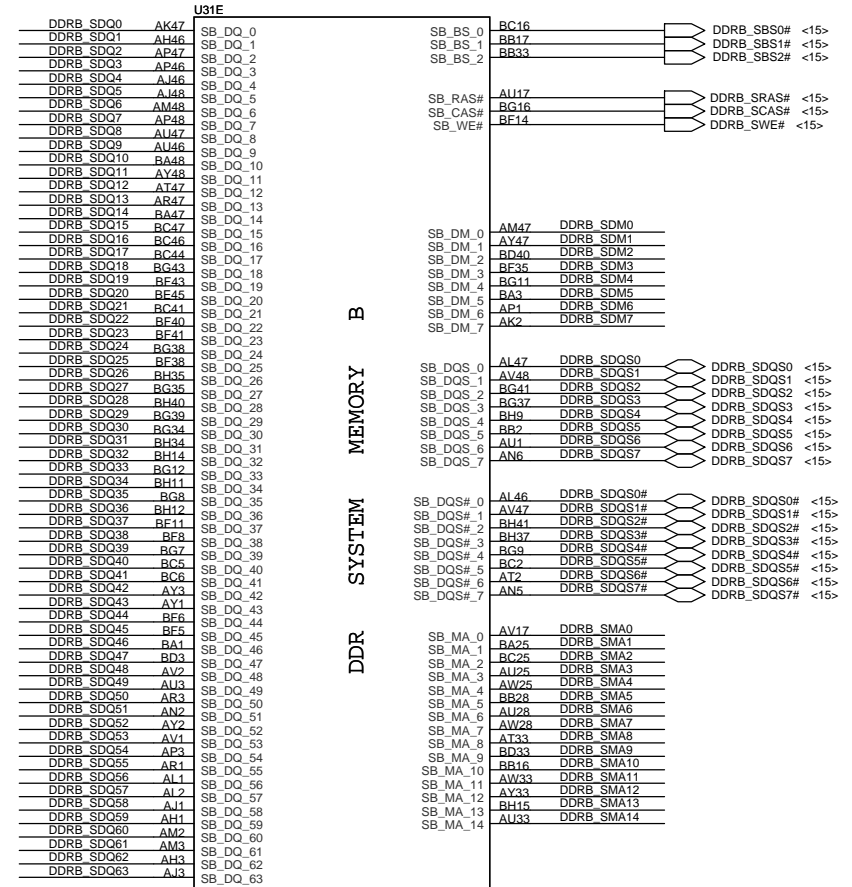 U31E
DDRB_SDQ0 AK47 SB_DQ_0
DDRB_SDQ1 AH46 SB_DQ_1
DDRB_SDQ2 AP47 SB_DQ_2
DDRB_SDQ3 AP46 SB_DQ_3
DDRB_SDQ4 AJ46 SB_DQ_4
DDRB_SDQ5 AJ48 SB_DQ_5
DDRB_SDQ6 AM48 SB_DQ_6
DDRB_SDQ7 AP48 SB_DQ_7
DDRB_SDQ8 AU47 SB_DQ_8
DDRB_SDQ9 AU46 SB_DQ_9
DDRB_SDQ10 BA48 SB_DQ_10
DDRB_SDQ11 AY48 SB_DQ_11
DDRB_SDQ12 AT47 SB_DQ_12
DDRB_SDQ13 AR47 SB_DQ_13
DDRB_SDQ14 BA47 SB_DQ_14
DDRB_SDQ15 BC47 SB_DQ_15
DDRB_SDQ16 BC46 SB_DQ_16
DDRB_SDQ17 BC44 SB_DQ_17
DDRB_SDQ18 BG43 SB_DQ_18
DDRB_SDQ19 BF43 SB_DQ_19
DDRB_SDQ20 BE45 SB_DQ_20
DDRB_SDQ21 BC41 SB_DQ_21
DDRB_SDQ22 BF40 SB_DQ_22
DDRB_SDQ23 BF41 SB_DQ_23
DDRB_SDQ24 BG38 SB_DQ_24
DDRB_SDQ25 BF38 SB_DQ_25
DDRB_SDQ26 BH35 SB_DQ_26
DDRB_SDQ27 BG35 SB_DQ_27
DDRB_SDQ28 BH40 SB_DQ_28
DDRB_SDQ29 BG39 SB_DQ_29
DDRB_SDQ30 BG34 SB_DQ_30
DDRB_SDQ31 BH34 SB_DQ_31
DDRB_SDQ32 BH14 SB_DQ_32
DDRB_SDQ33 BG12 SB_DQ_33
DDRB_SDQ34 BH11 SB_DQ_34
DDRB_SDQ35 BG8 SB_DQ_35
DDRB_SDQ36 BH12 SB_DQ_36
DDRB_SDQ37 BF11 SB_DQ_37
DDRB_SDQ38 BF8 SB_DQ_38
DDRB_SDQ39 BG7 SB_DQ_39
DDRB_SDQ40 BC5 SB_DQ_40
DDRB_SDQ41 BC6 SB_DQ_41
DDRB_SDQ42 AY3 SB_DQ_42
DDRB_SDQ43 AY1 SB_DQ_43
DDRB_SDQ44 BF6 SB_DQ_44
DDRB_SDQ45 BF5 SB_DQ_45
DDRB_SDQ46 BA1 SB_DQ_46
DDRB_SDQ47 BD3 SB_DQ_47
DDRB_SDQ48 AV2 SB_DQ_48
DDRB_SDQ49 AU3 SB_DQ_49
DDRB_SDQ50 AR3 SB_DQ_50
DDRB_SDQ51 AN2 SB_DQ_51
DDRB_SDQ52 AY2 SB_DQ_52
DDRB_SDQ53 AV1 SB_DQ_53
DDRB_SDQ54 AP3 SB_DQ_54
DDRB_SDQ55 AR1 SB_DQ_55
DDRB_SDQ56 AL1 SB_DQ_56
DDRB_SDQ57 AL2 SB_DQ_57
DDRB_SDQ58 AJ1 SB_DQ_58
DDRB_SDQ59 AH1 SB_DQ_59
DDRB_SDQ60 AM2 SB_DQ_60
DDRB_SDQ61 AM3 SB_DQ_61
DDRB_SDQ62 AH3 SB_DQ_62
DDRB_SDQ63 AJ3 SB_DQ_63
DDR SYSTEM MEMORY B
SB_BS_0 BC16 DDRB_SBS0# <15>
SB_BS_1 BB17 DDRB_SBS1# <15>
SB_BS_2 BB33 DDRB_SBS2# <15>
SB_RAS# AU17 DDRB_SRAS# <15>
SB_CAS# BG16 DDRB_SCAS# <15>
SB_WE# BF14 DDRB_SWE# <15>
SB_DM_0 AM47 DDRB_SDM0
SB_DM_1 AY47 DDRB_SDM1
SB_DM_2 BD40 DDRB_SDM2
SB_DM_3 BF35 DDRB_SDM3
SB_DM_4 BG11 DDRB_SDM4
SB_DM_5 BA3 DDRB_SDM5
SB_DM_6 AP1 DDRB_SDM6
SB_DM_7 AK2 DDRB_SDM7
SB_DQS_0 AL47 DDRB_SDQS0 DDRB_SDQS0 <15>
SB_DQS_1 AV48 DDRB_SDQS1 DDRB_SDQS1 <15>
SB_DQS_2 BG41 DDRB_SDQS2 DDRB_SDQS2 <15>
SB_DQS_3 BG37 DDRB_SDQS3 DDRB_SDQS3 <15>
SB_DQS_4 BH9 DDRB_SDQS4 DDRB_SDQS4 <15>
SB_DQS_5 BB2 DDRB_SDQS5 DDRB_SDQS5 <15>
SB_DQS_6 AU1 DDRB_SDQS6 DDRB_SDQS6 <15>
SB_DQS_7 AN6 DDRB_SDQS7 DDRB_SDQS7 <15>
SB_DQS#_0 AL46 DDRB_SDQS0# DDRB_SDQS0# <15>
SB_DQS#_1 AV47 DDRB_SDQS1# DDRB_SDQS1# <15>
SB_DQS#_2 BH41 DDRB_SDQS2# DDRB_SDQS2# <15>
SB_DQS#_3 BH37 DDRB_SDQS3# DDRB_SDQS3# <15>
SB_DQS#_4 BG9 DDRB_SDQS4# DDRB_SDQS4# <15>
SB_DQS#_5 BC2 DDRB_SDQS5# DDRB_SDQS5# <15>
SB_DQS#_6 AT2 DDRB_SDQS6# DDRB_SDQS6# <15>
SB_DQS#_7 AN5 DDRB_SDQS7# DDRB_SDQS7# <15>
SB_MA_0 AV17 DDRB_SMA0
SB_MA_1 BA25 DDRB_SMA1
SB_MA_2 BC25 DDRB_SMA2
SB_MA_3 AU25 DDRB_SMA3
SB_MA_4 AW25 DDRB_SMA4
SB_MA_5 BB28 DDRB_SMA5
SB_MA_6 AU28 DDRB_SMA6
SB_MA_7 AW28 DDRB_SMA7
SB_MA_8 AT33 DDRB_SMA8
SB_MA_9 BD33 DDRB_SMA9
SB_MA_10 BB16 DDRB_SMA10
SB_MA_11 AW33 DDRB_SMA11
SB_MA_12 AY33 DDRB_SMA12
SB_MA_13 BH15 DDRB_SMA13
SB_MA_14 AU33 DDRB_SMA14